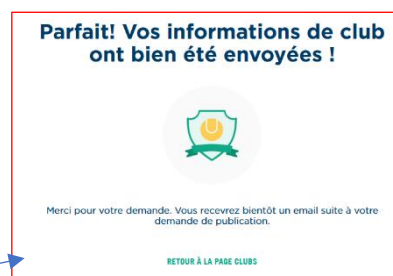 Parfait! Vos informations de club
ont bien été envoyées !
Merci pour votre demande. Vous recevrez bientôt un email suite à votre
demande de publication.
RETOUR À LA PAGE CLUBS